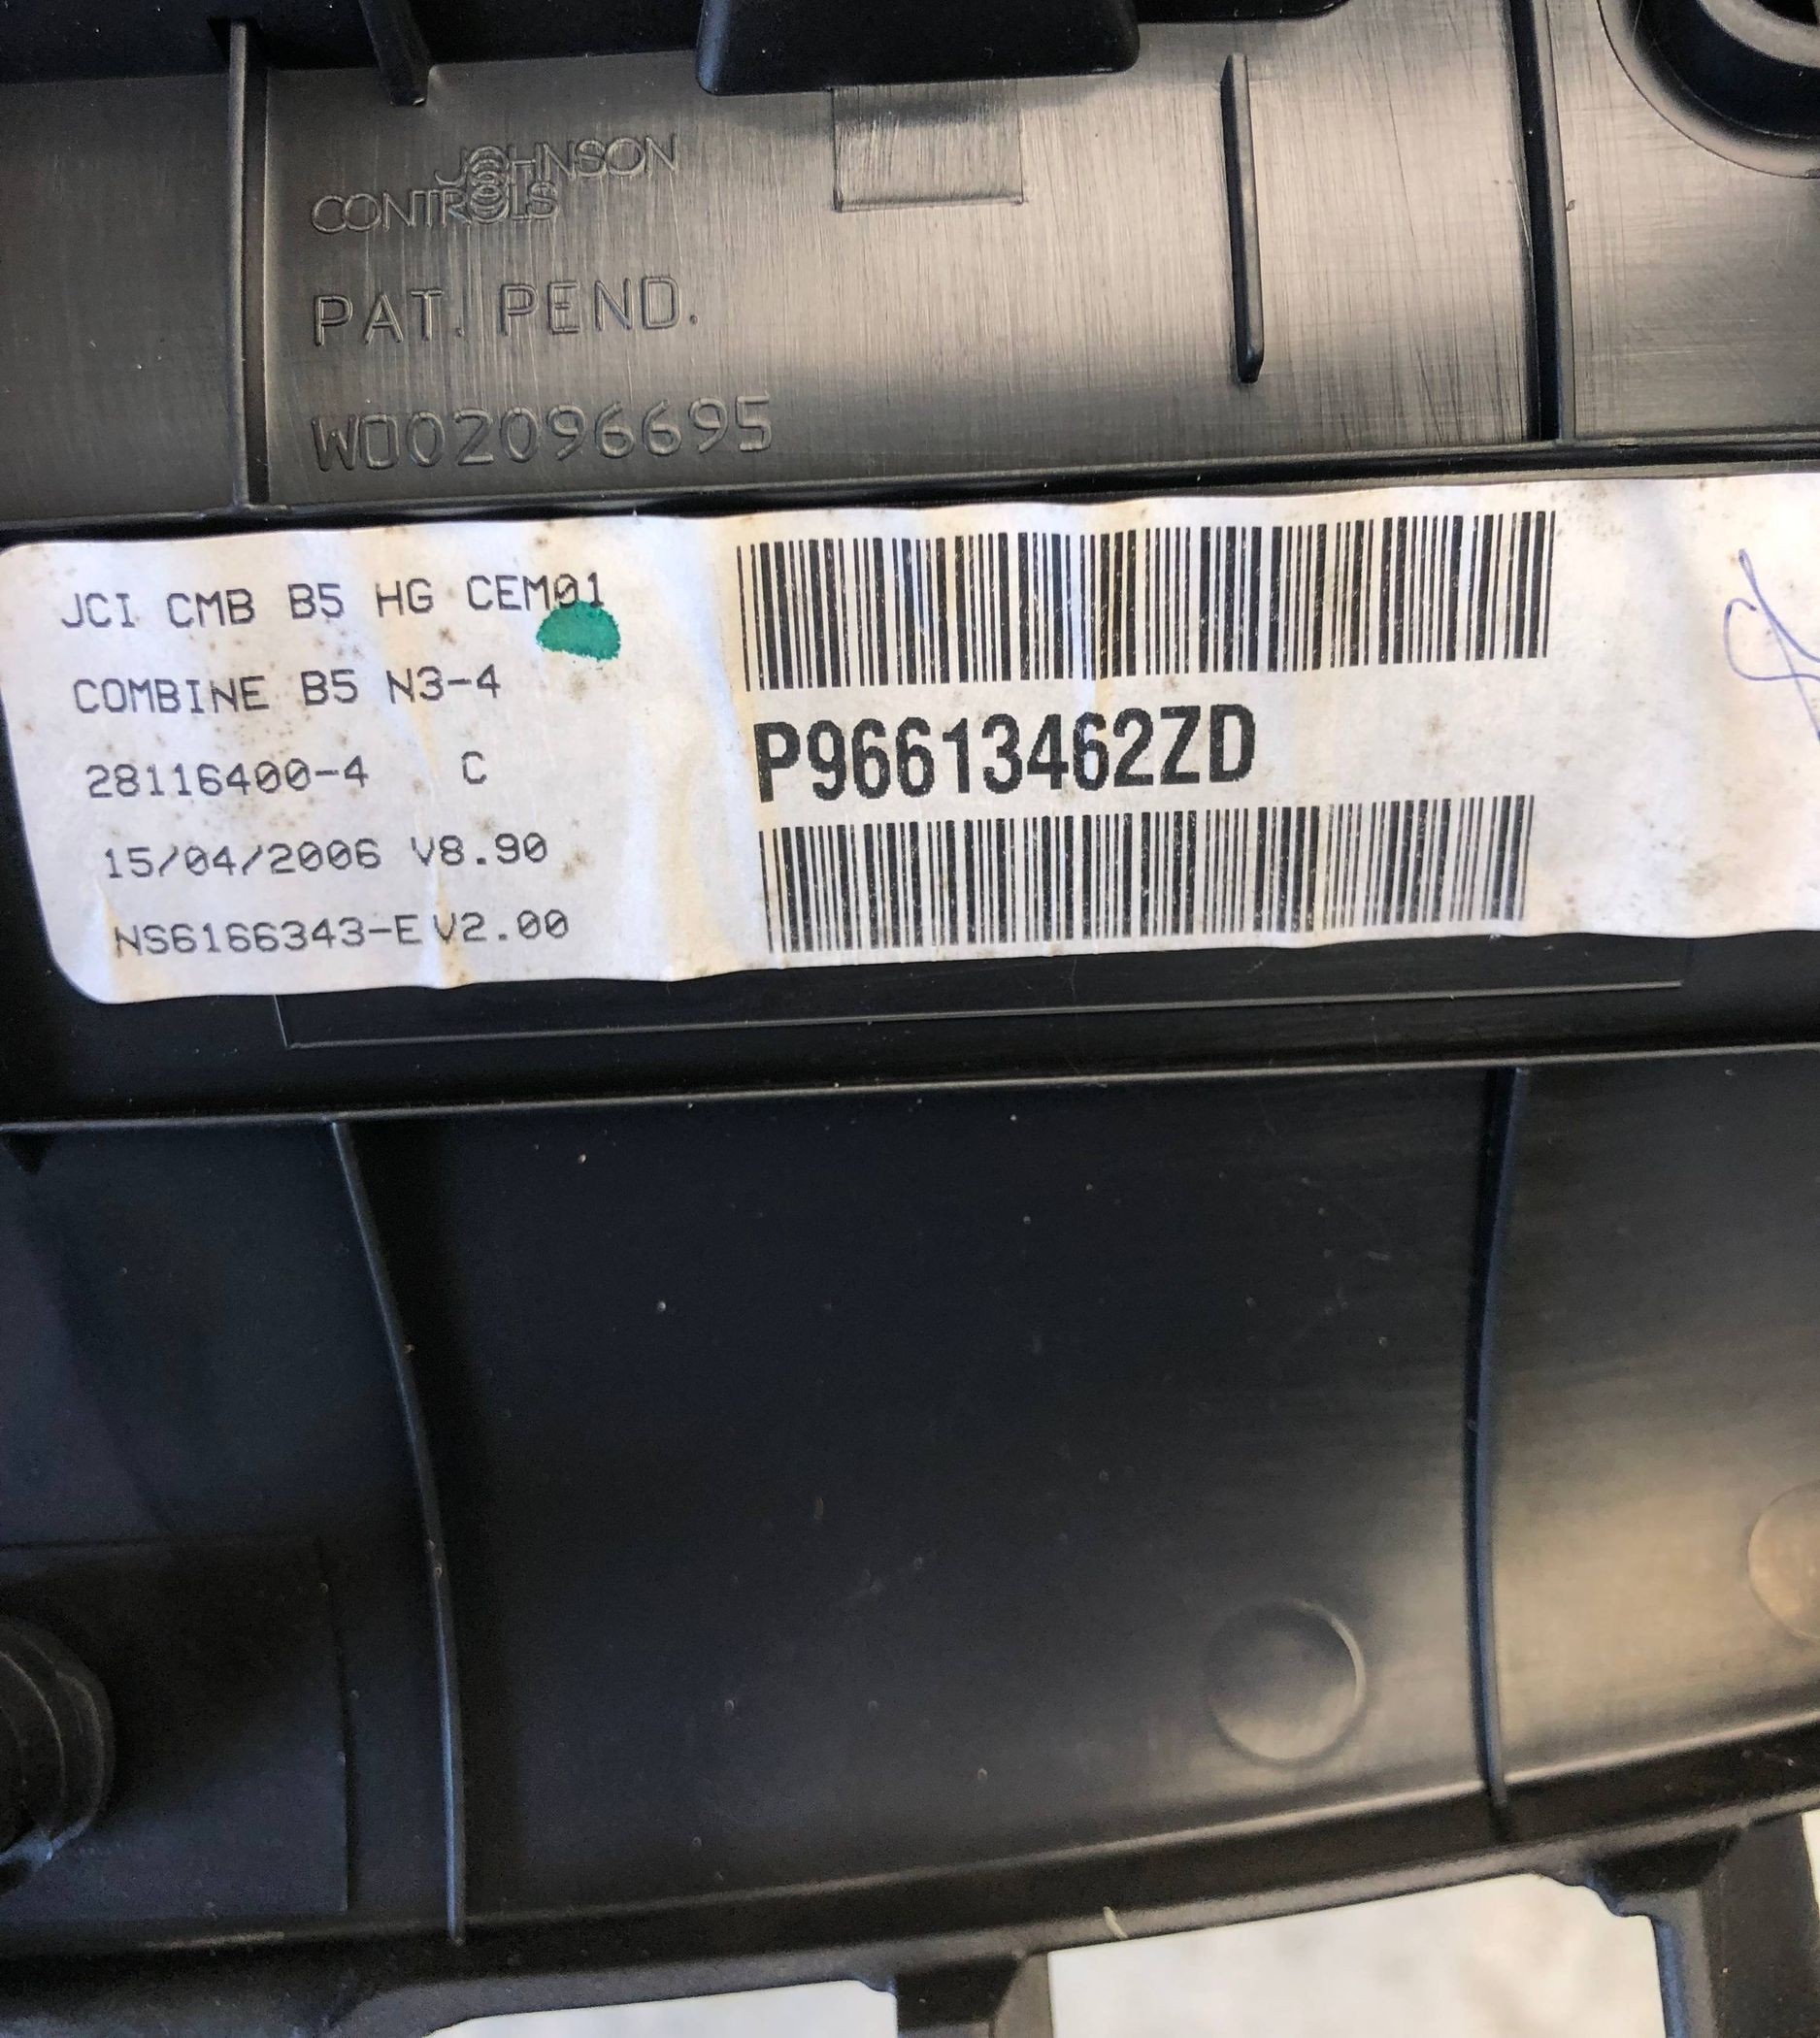 JOHNSON
CONTROLS
PAT. PEND.
WO02096695
JCI CMB B5 HG CEM01
COMBINE B5 N3-4
28116400-4 C
15/04/2006 V8.90
NS6166343-E V2.00
P96613462ZD